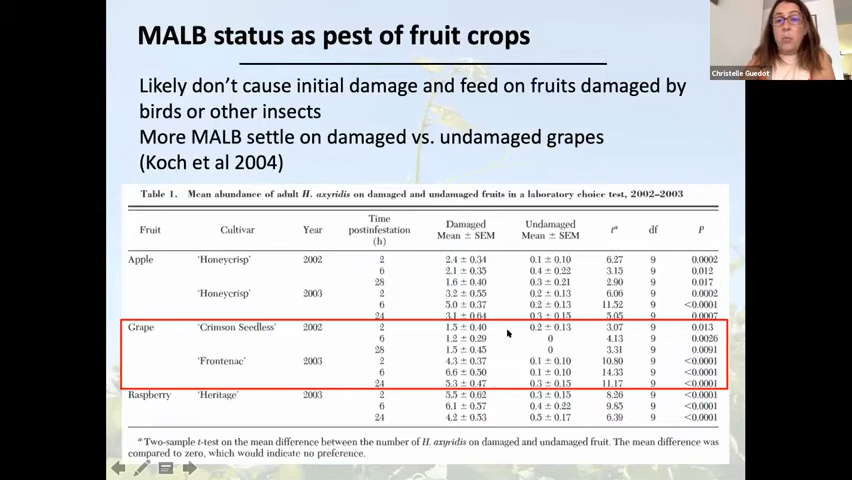 MALB status as pest of fruit crops
Christelle Guedot
Likely don't cause initial damage and feed on fruits damaged by
birds or other insects
More MALB settle on damaged vs. undamaged grapes
(Koch et al 2004)
Table 1. Mean abundance of adult H. axyridis on damaged and undamaged fruits in a laboratory choice test, 2002–2003
Fruit Cultivar Year Time postinfestation (h) Damaged Mean ± SEM Undamaged Mean ± SEM tᵃ df P
Apple 'Honeycrisp' 2002 2 2.4 ± 0.34 0.1 ± 0.10 6.27 9 0.0002
6 2.1 ± 0.35 0.4 ± 0.22 3.15 9 0.012
28 1.6 ± 0.40 0.3 ± 0.21 2.90 9 0.017
'Honeycrisp' 2003 2 3.2 ± 0.55 0.2 ± 0.13 6.06 9 0.0002
6 5.0 ± 0.37 0.2 ± 0.13 11.52 9 <0.0001
24 3.1 ± 0.64 0.3 ± 0.15 5.05 9 0.0007
Grape 'Crimson Seedless' 2002 2 1.5 ± 0.40 0.2 ± 0.13 3.07 9 0.013
6 1.2 ± 0.29 0 4.13 9 0.0026
28 1.5 ± 0.45 0 3.31 9 0.0091
'Frontenac' 2003 2 4.3 ± 0.37 0.1 ± 0.10 10.80 9 <0.0001
6 6.6 ± 0.50 0.1 ± 0.10 14.33 9 <0.0001
24 5.3 ± 0.47 0.3 ± 0.15 11.17 9 <0.0001
Raspberry 'Heritage' 2003 2 5.5 ± 0.62 0.3 ± 0.15 8.26 9 <0.0001
6 6.1 ± 0.57 0.4 ± 0.22 9.85 9 <0.0001
24 4.2 ± 0.53 0.5 ± 0.17 6.39 9 <0.0001
ᵃ Two-sample t-test on the mean difference between the number of H. axyridis on damaged and undamaged fruit. The mean difference was
compared to zero, which would indicate no preference.